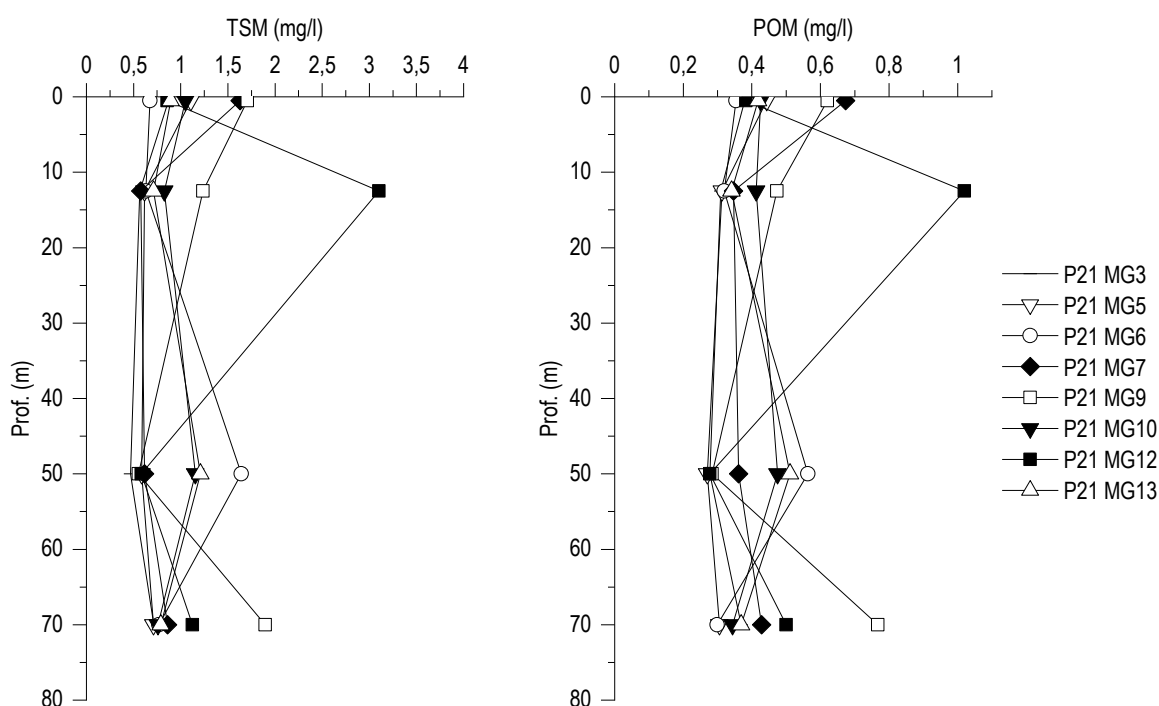 TSM (mg/l)
0 0,5 1 1,5 2 2,5 3 3,5 4
0
10
20
30
40
50
60
70
80
Prof. (m)
POM (mg/l)
0 0,2 0,4 0,6 0,8 1
0
10
20
30
40
50
60
70
80
Prof. (m)
P21 MG3
P21 MG5
P21 MG6
P21 MG7
P21 MG9
P21 MG10
P21 MG12
P21 MG13